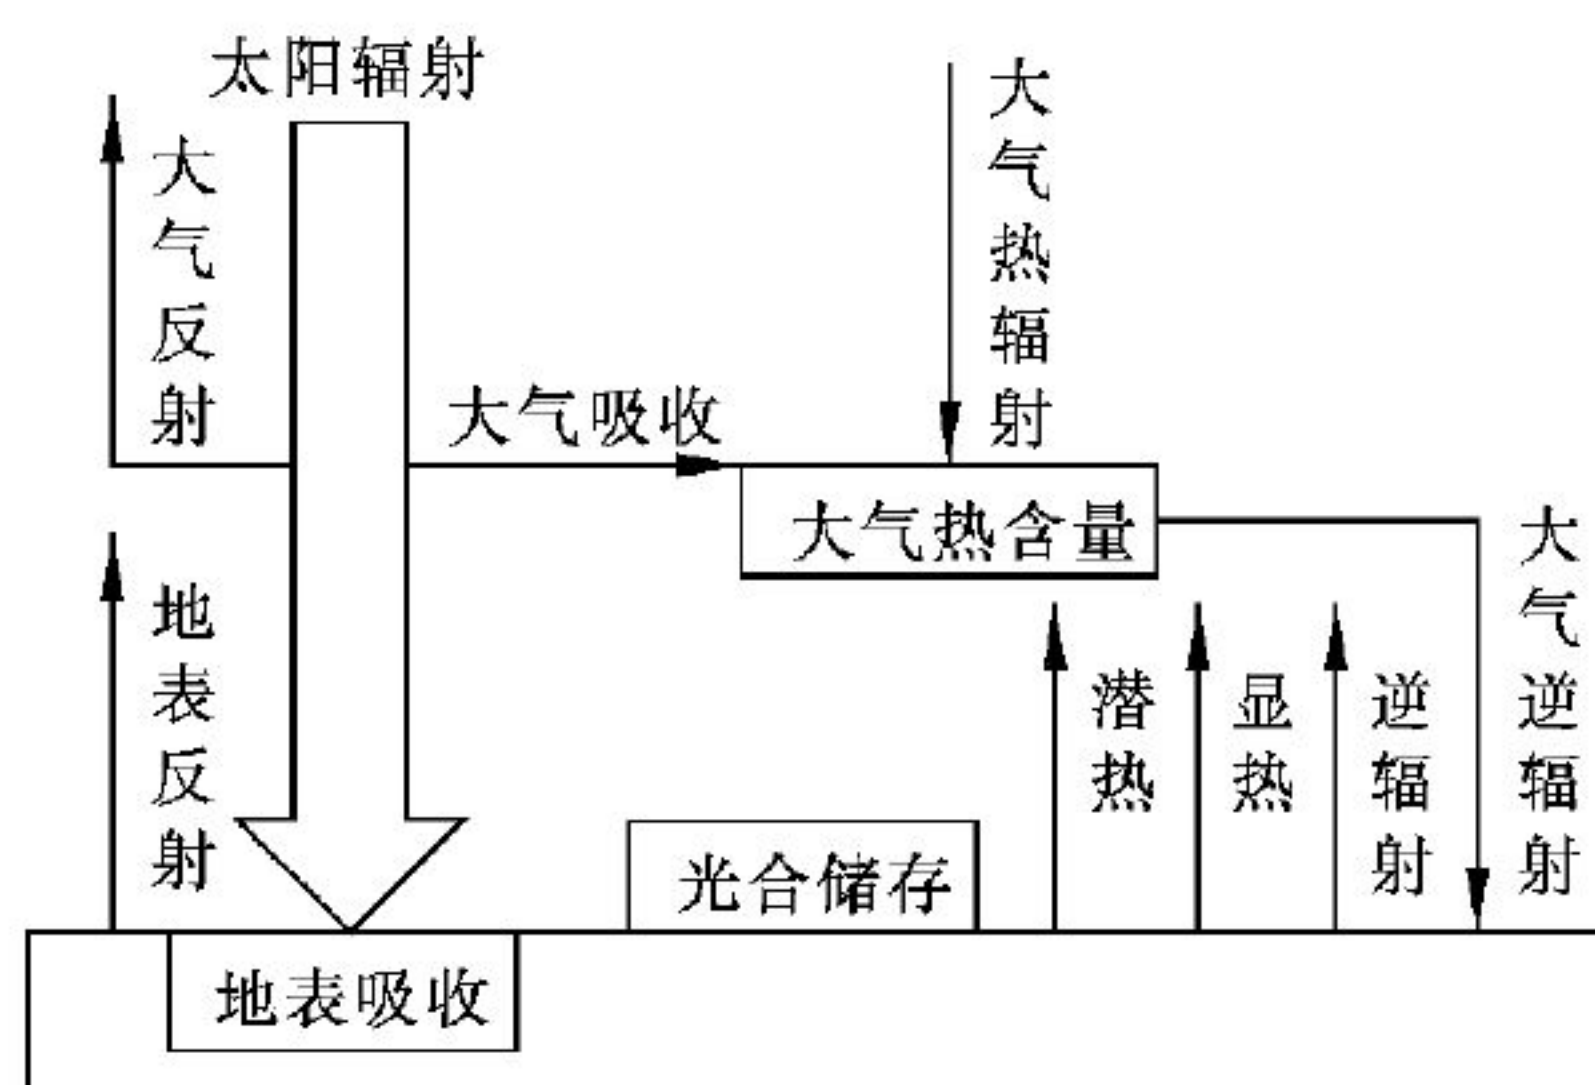 太阳辐射
大气反射
大气热辐射
大气吸收
大气热含量
大气逆辐射
地表反射
潜热
显热
逆辐射
光合储存
地表吸收